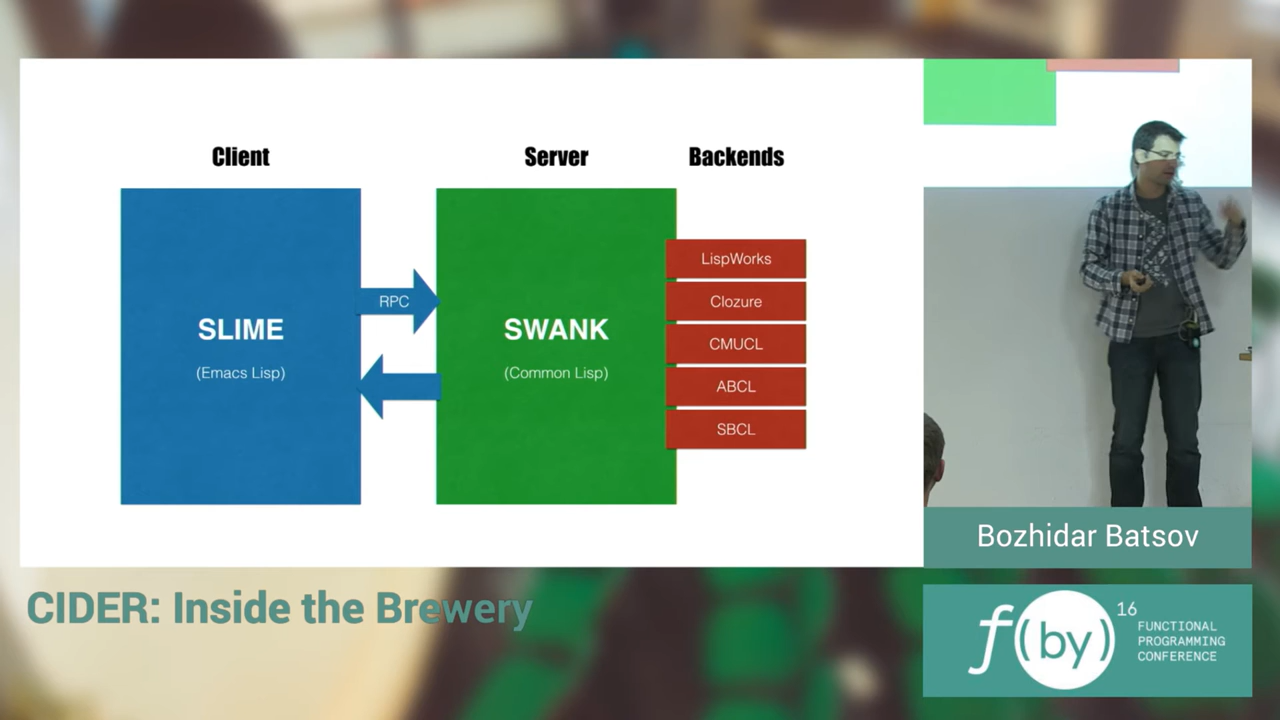 Client
Server
Backends
SLIME
(Emacs Lisp)
RPC
SWANK
(Common Lisp)
LispWorks
Clozure
CMUCL
ABCL
SBCL
Bozhidar Batsov
CIDER: Inside the Brewery
f(by) 16
FUNCTIONAL
PROGRAMMING
CONFERENCE